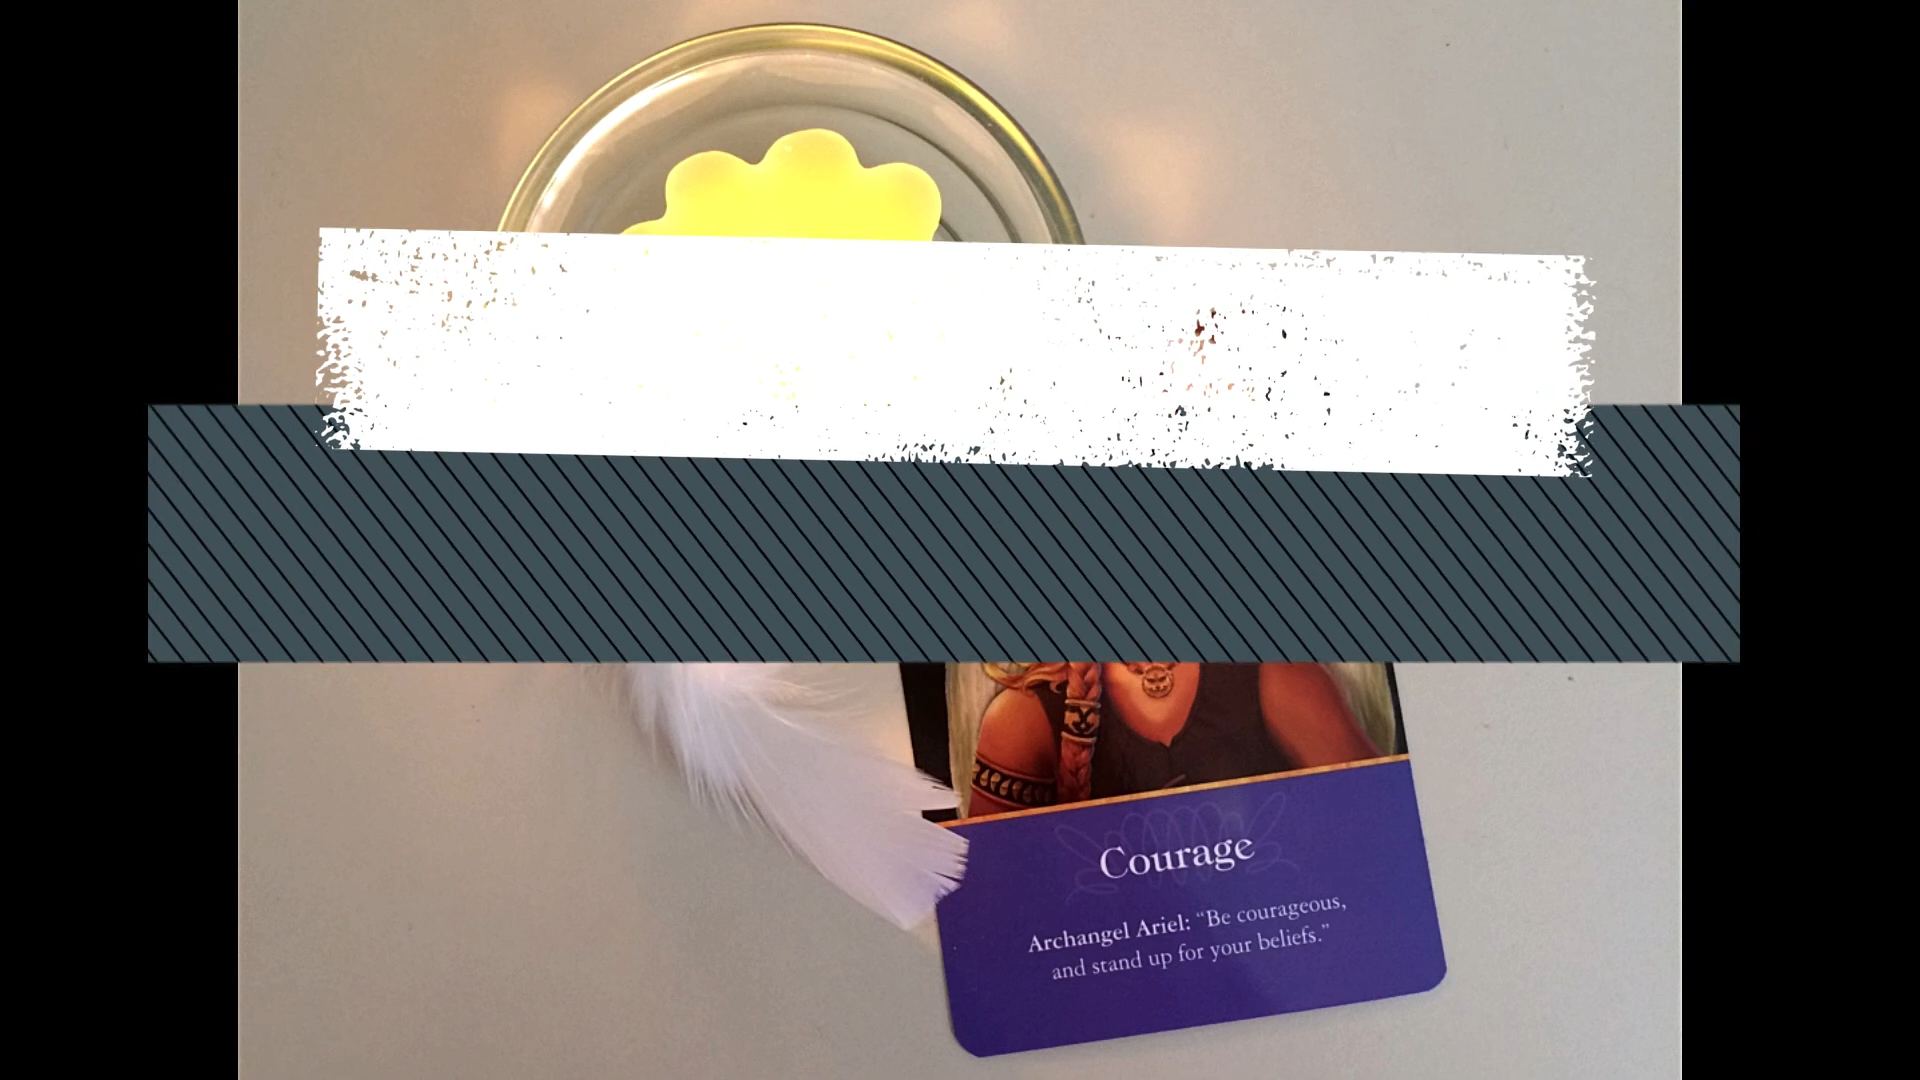 Courage
Archangel Ariel: “Be courageous,
and stand up for your beliefs.”